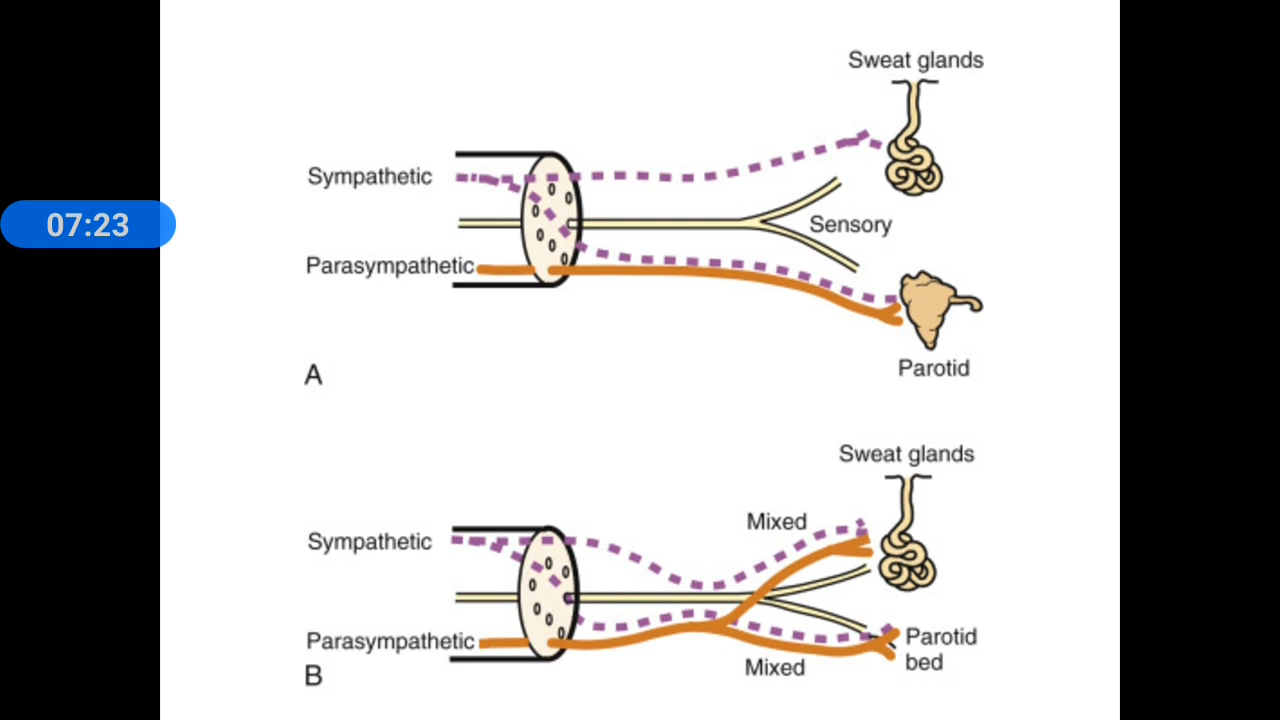 Sweat glands
Sympathetic
07:23
Sensory
Parasympathetic
Parotid
A
Sweat glands
Mixed
Sympathetic
Parasympathetic
Parotid
bed
Mixed
B